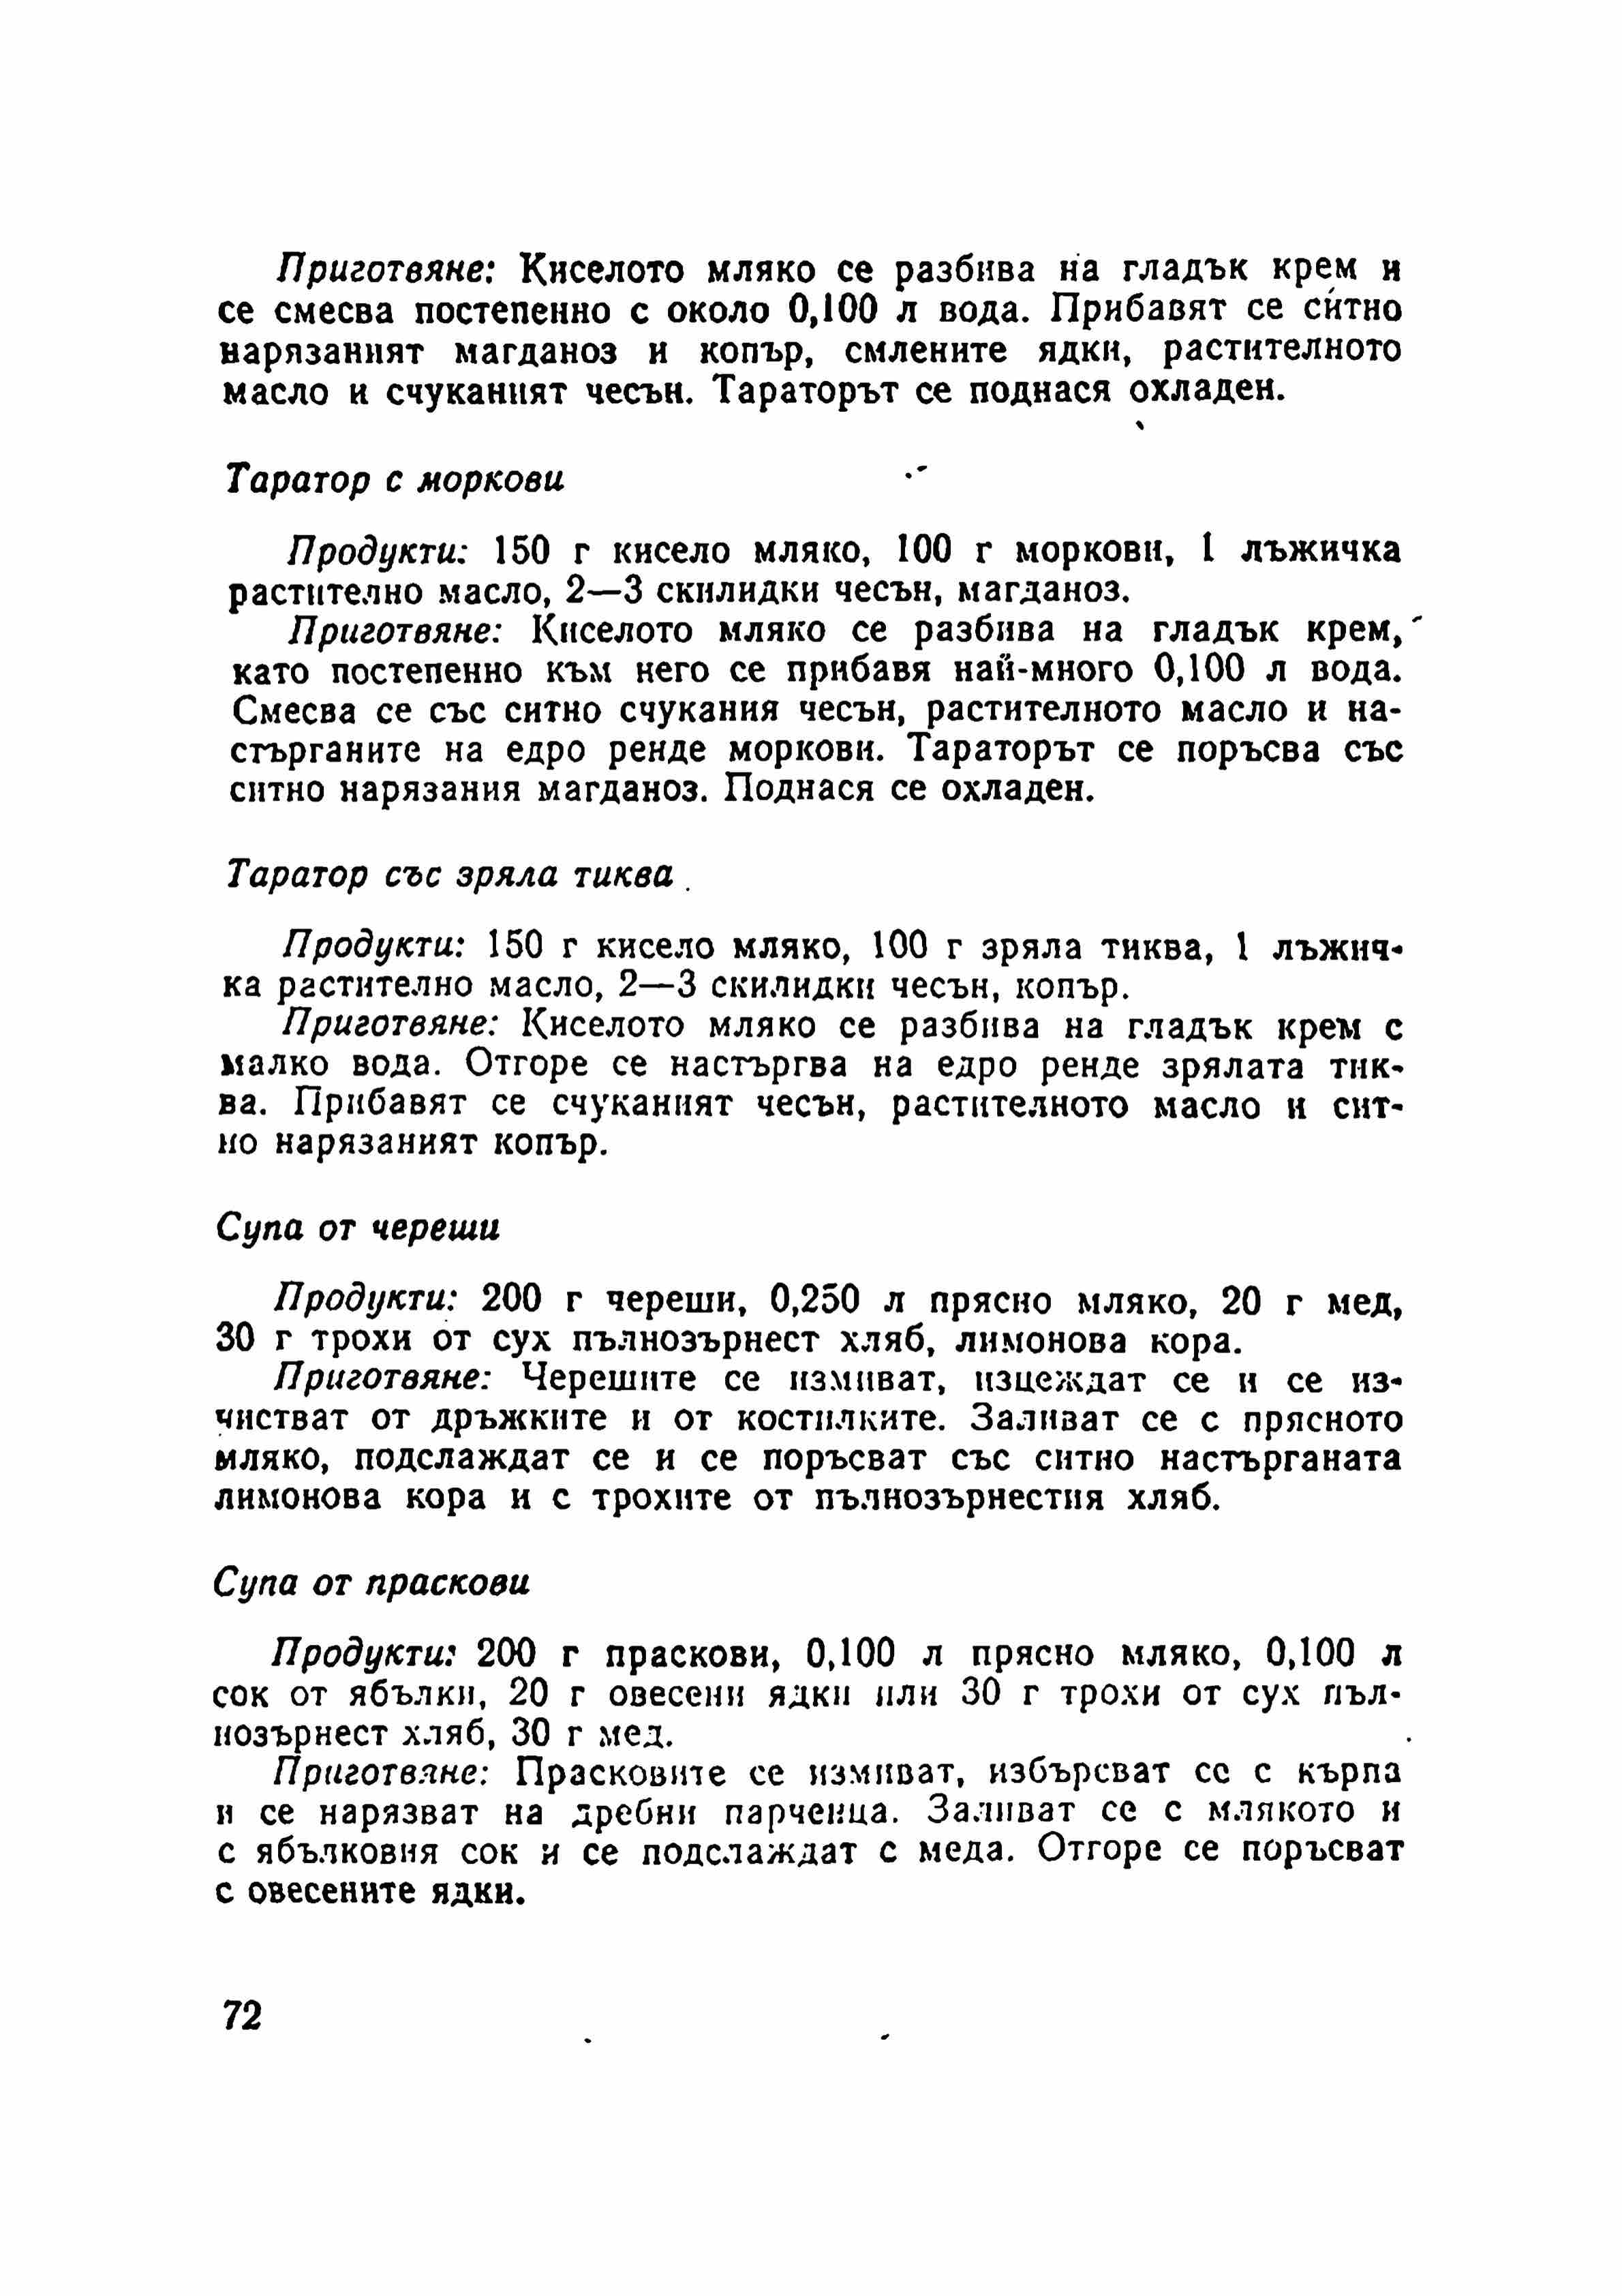 Приготвяне: Киселото мляко се разбива на гладък крем и
се смесва постепенно с около 0,100 л вода. Прибавят се ситно
нарязаният магданоз и копър, смлените ядки, растителното
масло и счуканият чесън. Тараторът се поднася охладен.
Таратор с моркови
Продукти: 150 г кисело мляко, 100 г моркови, 1 лъжичка
растително масло, 2—3 скилидки чесън, магданоз.
Приготвяне: Киселото мляко се разбива на гладък крем,
като постепенно към него се прибавя най-много 0,100 л вода.
Смесва се със ситно счукания чесън, растителното масло и на-
стърганите на едро ренде моркови. Тараторът се поръсва със
ситно нарязания магданоз. Поднася се охладен.
Таратор със зряла тиква
Продукти: 150 г кисело мляко, 100 г зряла тиква, 1 лъжич-
ка растително масло, 2—3 скилидки чесън, копър.
Приготвяне: Киселото мляко се разбива на гладък крем с
малко вода. Отгоре се настъргва на едро ренде зрялата тик-
ва. Прибавят се счуканият чесън, растителното масло и сит-
но нарязаният копър.
Супа от череши
Продукти: 200 г череши, 0,250 л прясно мляко, 20 г мед,
30 г трохи от сух пълнозърнест хляб, лимонова кора.
Приготвяне: Черешите се измиват, изцеждат се и се из-
чистват от дръжките и от костилките. Заливат се с прясното
мляко, подслаждат се и се поръсват със ситно настърганата
лимонова кора и с трохите от пълнозърнестия хляб.
Супа от праскови
Продукти: 200 г праскови, 0,100 л прясно мляко, 0,100 л
сок от ябълки, 20 г овесени ядки или 30 г трохи от сух пъл-
нозърнест хляб, 30 г мед.
Приготвяне: Прасковите се измиват, избърсват се с кърпа
и се нарязват на дребни парченца. Заливат се с млякото и
с ябълковия сок и се подслаждат с меда. Отгоре се поръсват
с овесените ядки.
72